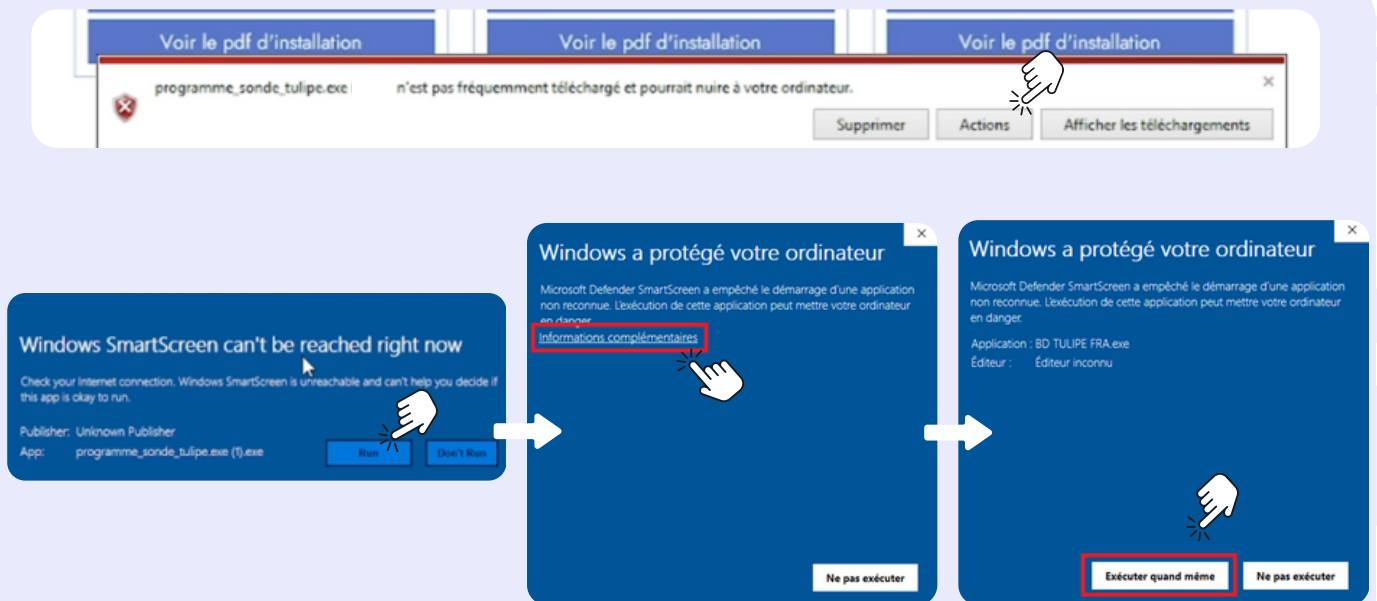 Voir le pdf d'installation
Voir le pdf d'installation
Voir le pdf d'installation
programme_sonde_tulipe.exe n'est pas fréquemment téléchargé et pourrait nuire à votre ordinateur.
×
Supprimer
Actions
Afficher les téléchargements
Windows SmartScreen can't be reached right now
Check your Internet connection. Windows SmartScreen is unreachable and can't help you decide if
this app is okay to run.
Publisher: Unknown Publisher
App: programme_sonde_tulipe.exe (1).exe
Run
Don't Run
×
Windows a protégé votre ordinateur
Microsoft Defender SmartScreen a empêché le démarrage d'une application
non reconnue. L'exécution de cette application peut mettre votre ordinateur
en danger.
Informations complémentaires
Ne pas exécuter
×
Windows a protégé votre ordinateur
Microsoft Defender SmartScreen a empêché le démarrage d'une application
non reconnue. L'exécution de cette application peut mettre votre ordinateur
en danger.
Application : BD TULIPE FRA.exe
Éditeur : Éditeur inconnu
Exécuter quand même
Ne pas exécuter